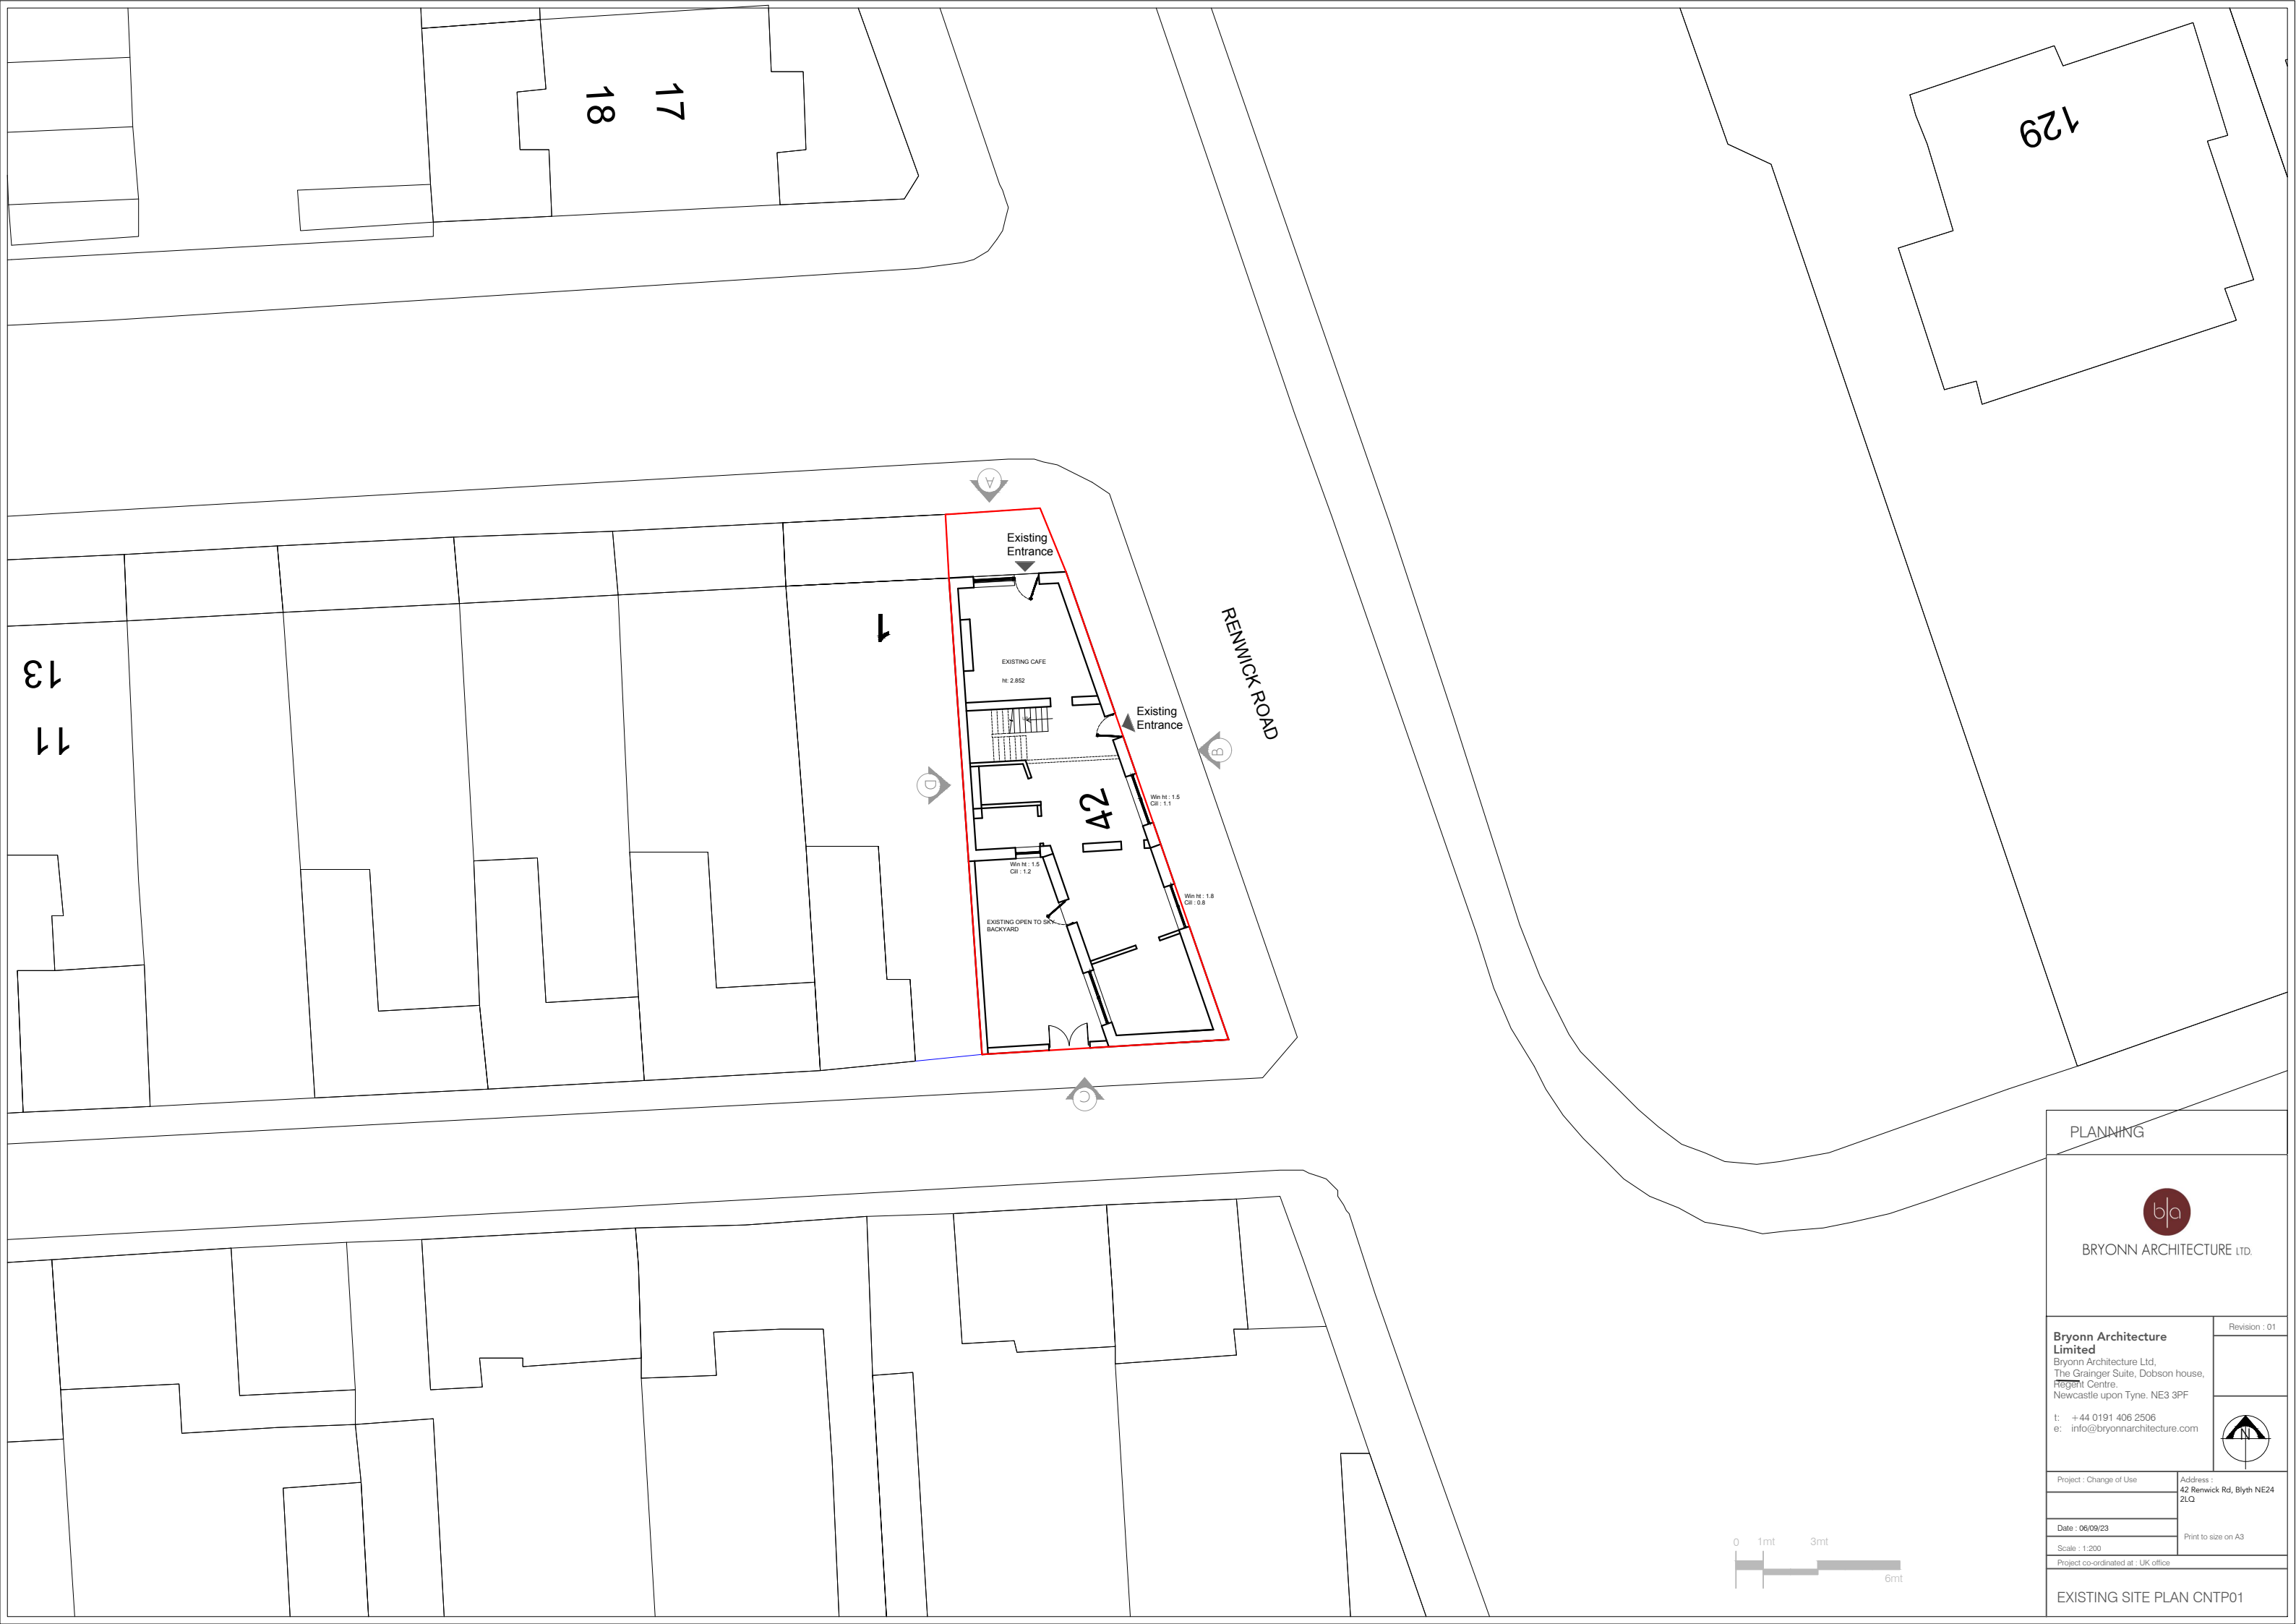 18
17
129
A
Existing
Entrance
1
13
11
EXISTING CAFE
ht: 2.852
RENWICK ROAD
Existing
Entrance
B
D
42
Win ht : 1.5
Cill : 1.1
Win ht : 1.5
Cill : 1.2
Win ht : 1.8
Cill : 0.8
EXISTING OPEN TO SKY
BACKYARD
C
PLANNING
b|a
BRYONN ARCHITECTURE LTD.
Bryonn Architecture
Limited
Bryonn Architecture Ltd,
The Grainger Suite, Dobson house,
Regent Centre.
Newcastle upon Tyne. NE3 3PF
t: +44 0191 406 2506
e: info@bryonnarchitecture.com
Revision : 01
N
Project : Change of Use
Address :
42 Renwick Rd, Blyth NE24
2LQ
Date : 06/09/23
Print to size on A3
Scale : 1:200
Project co-ordinated at : UK office
EXISTING SITE PLAN CNTP01
0 1mt 3mt
6mt